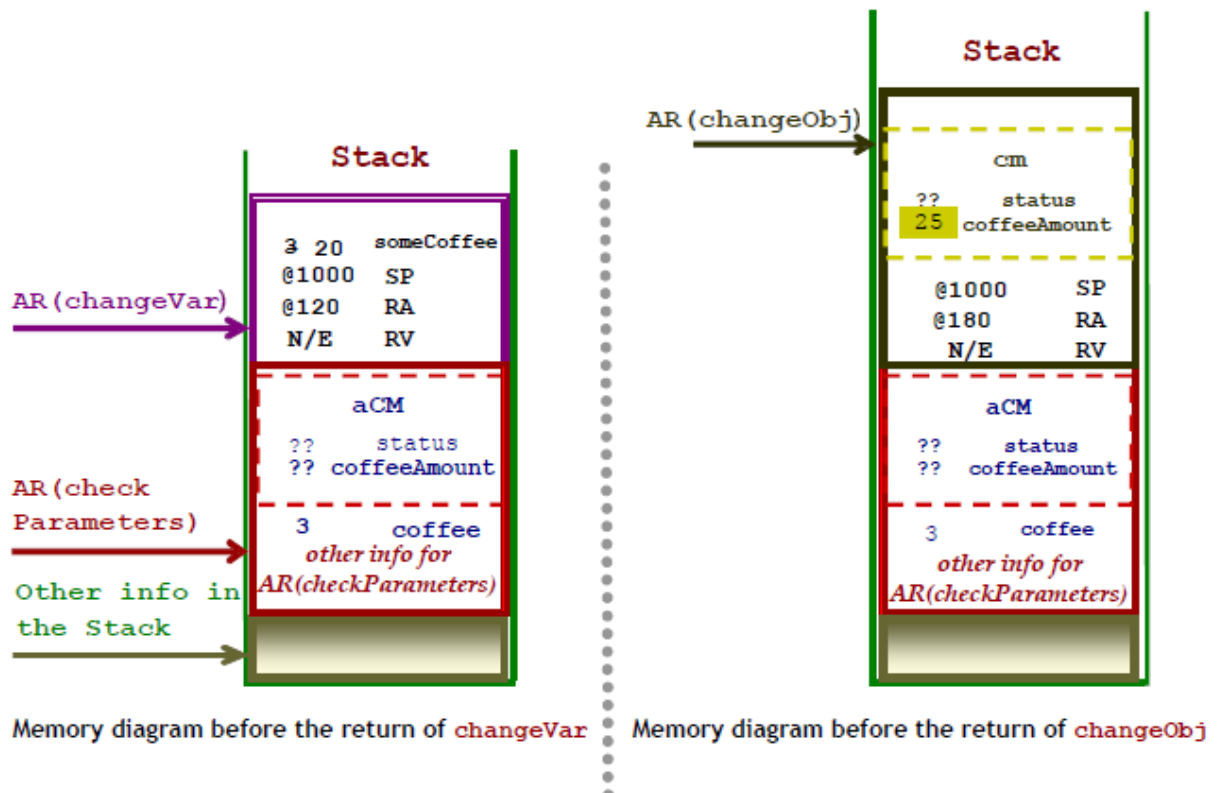 Stack
3 20 someCoffee
@1000 SP
@120 RA
N/E RV
AR(changeVar)
aCM
?? status
?? coffeeAmount
AR(check
Parameters)
3 coffee
other info for
AR(checkParameters)
Other info in
the Stack
Memory diagram before the return of changeVar
Stack
AR(changeObj)
cm
?? status
25 coffeeAmount
@1000 SP
@180 RA
N/E RV
aCM
?? status
?? coffeeAmount
3 coffee
other info for
AR(checkParameters)
Memory diagram before the return of changeObj